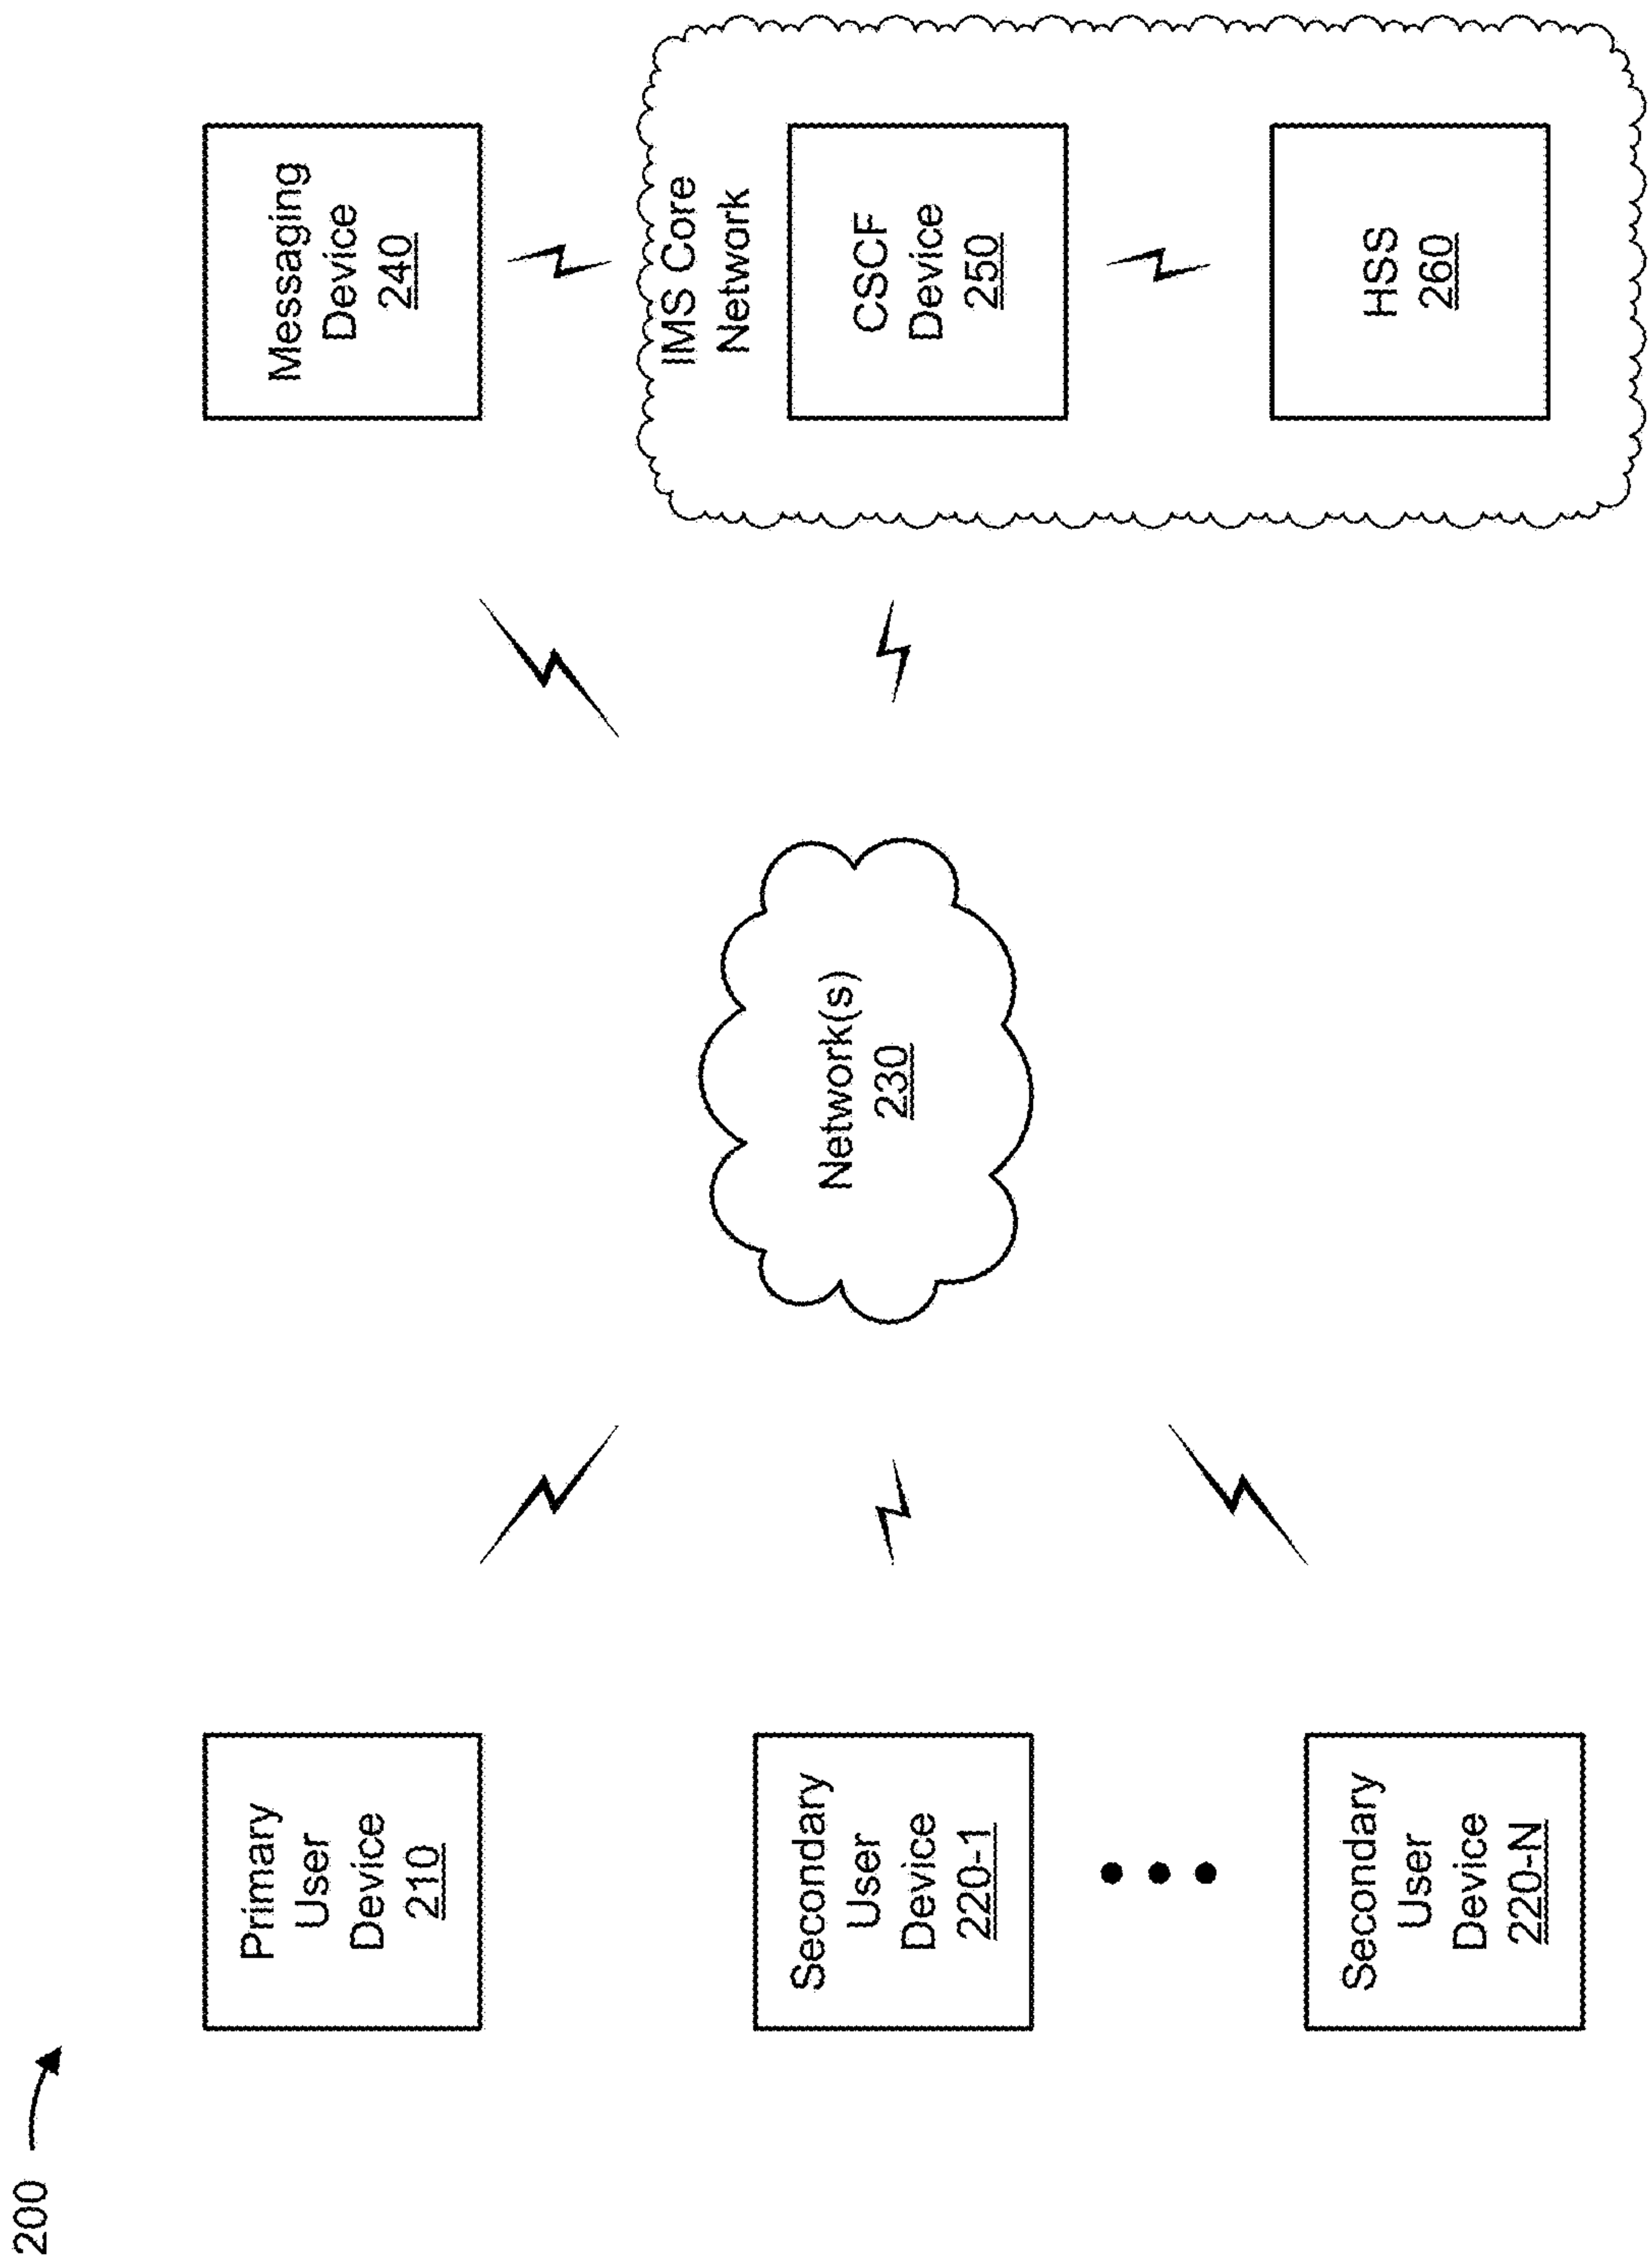 200
Primary
User
Device
210
Secondary
User
Device
220-1
Secondary
User
Device
220-N
Network(s)
230
Messaging
Device
240
IMS Core
Network
CSCF
Device
250
HSS
260